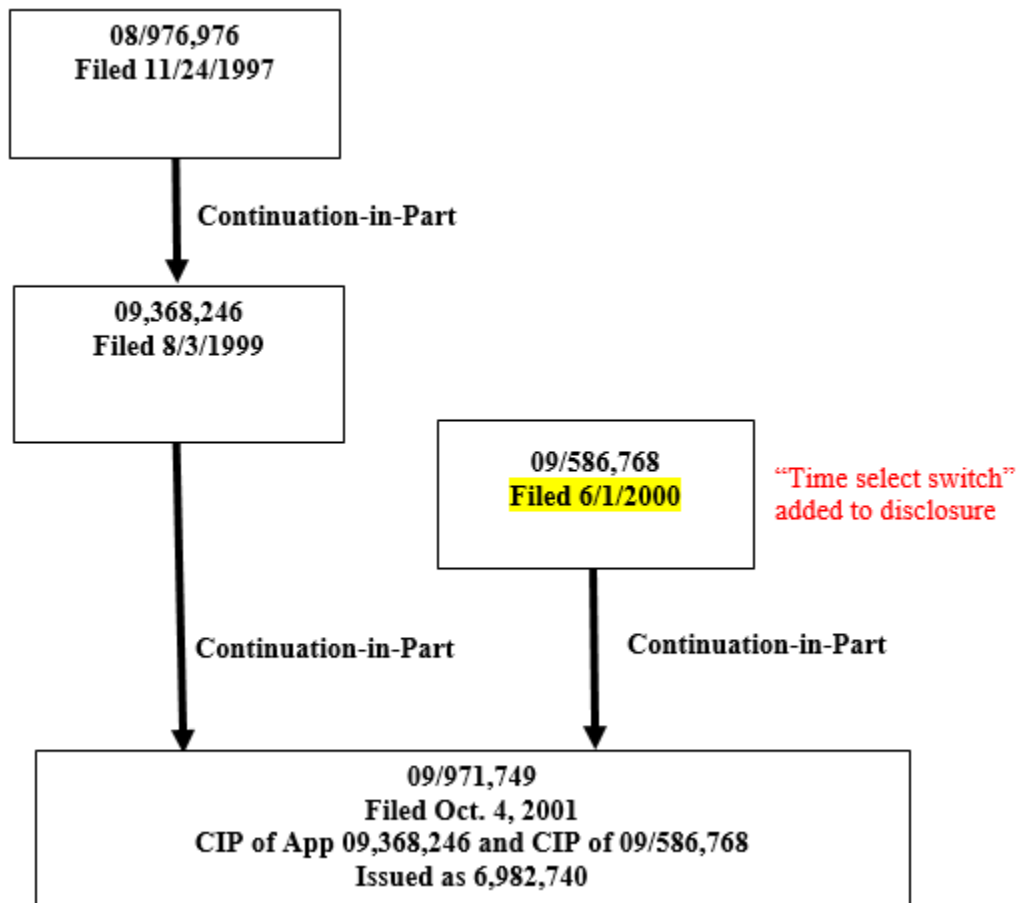 08/976,976
Filed 11/24/1997
Continuation-in-Part
09,368,246
Filed 8/3/1999
09/586,768
Filed 6/1/2000
“Time select switch”
added to disclosure
Continuation-in-Part
Continuation-in-Part
09/971,749
Filed Oct. 4, 2001
CIP of App 09,368,246 and CIP of 09/586,768
Issued as 6,982,740